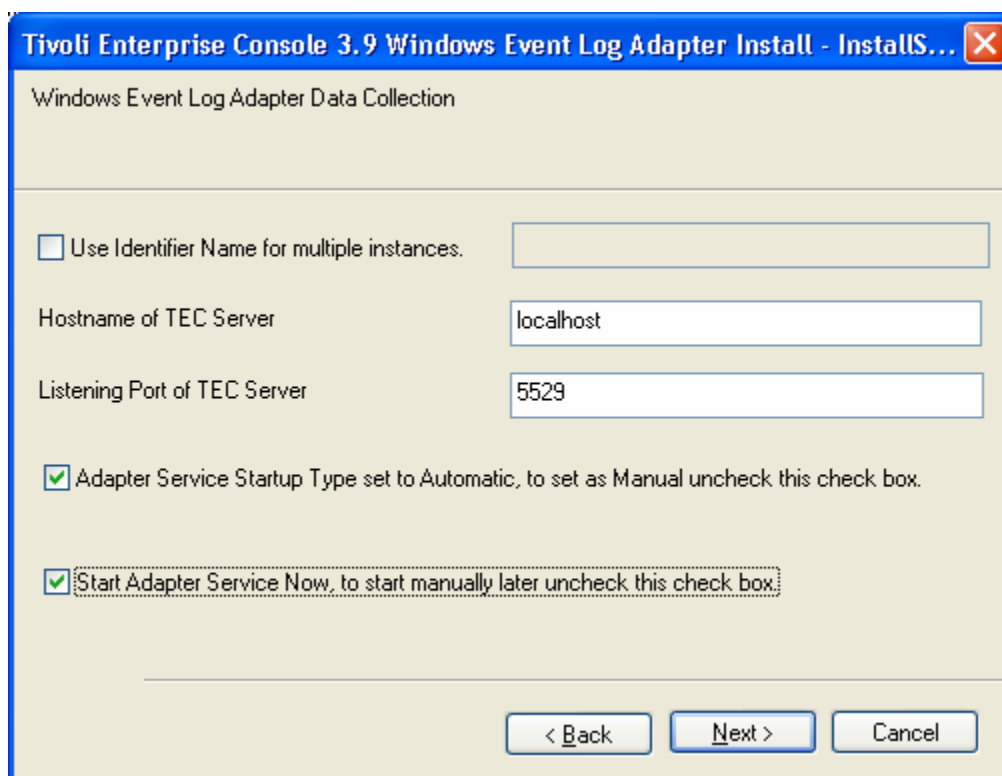 Tivoli Enterprise Console 3.9 Windows Event Log Adapter Install - InstallS...
Windows Event Log Adapter Data Collection
Use Identifier Name for multiple instances.
Hostname of TEC Server
localhost
Listening Port of TEC Server
5529
Adapter Service Startup Type set to Automatic, to set as Manual uncheck this check box.
Start Adapter Service Now, to start manually later uncheck this check box.
< Back
Next >
Cancel